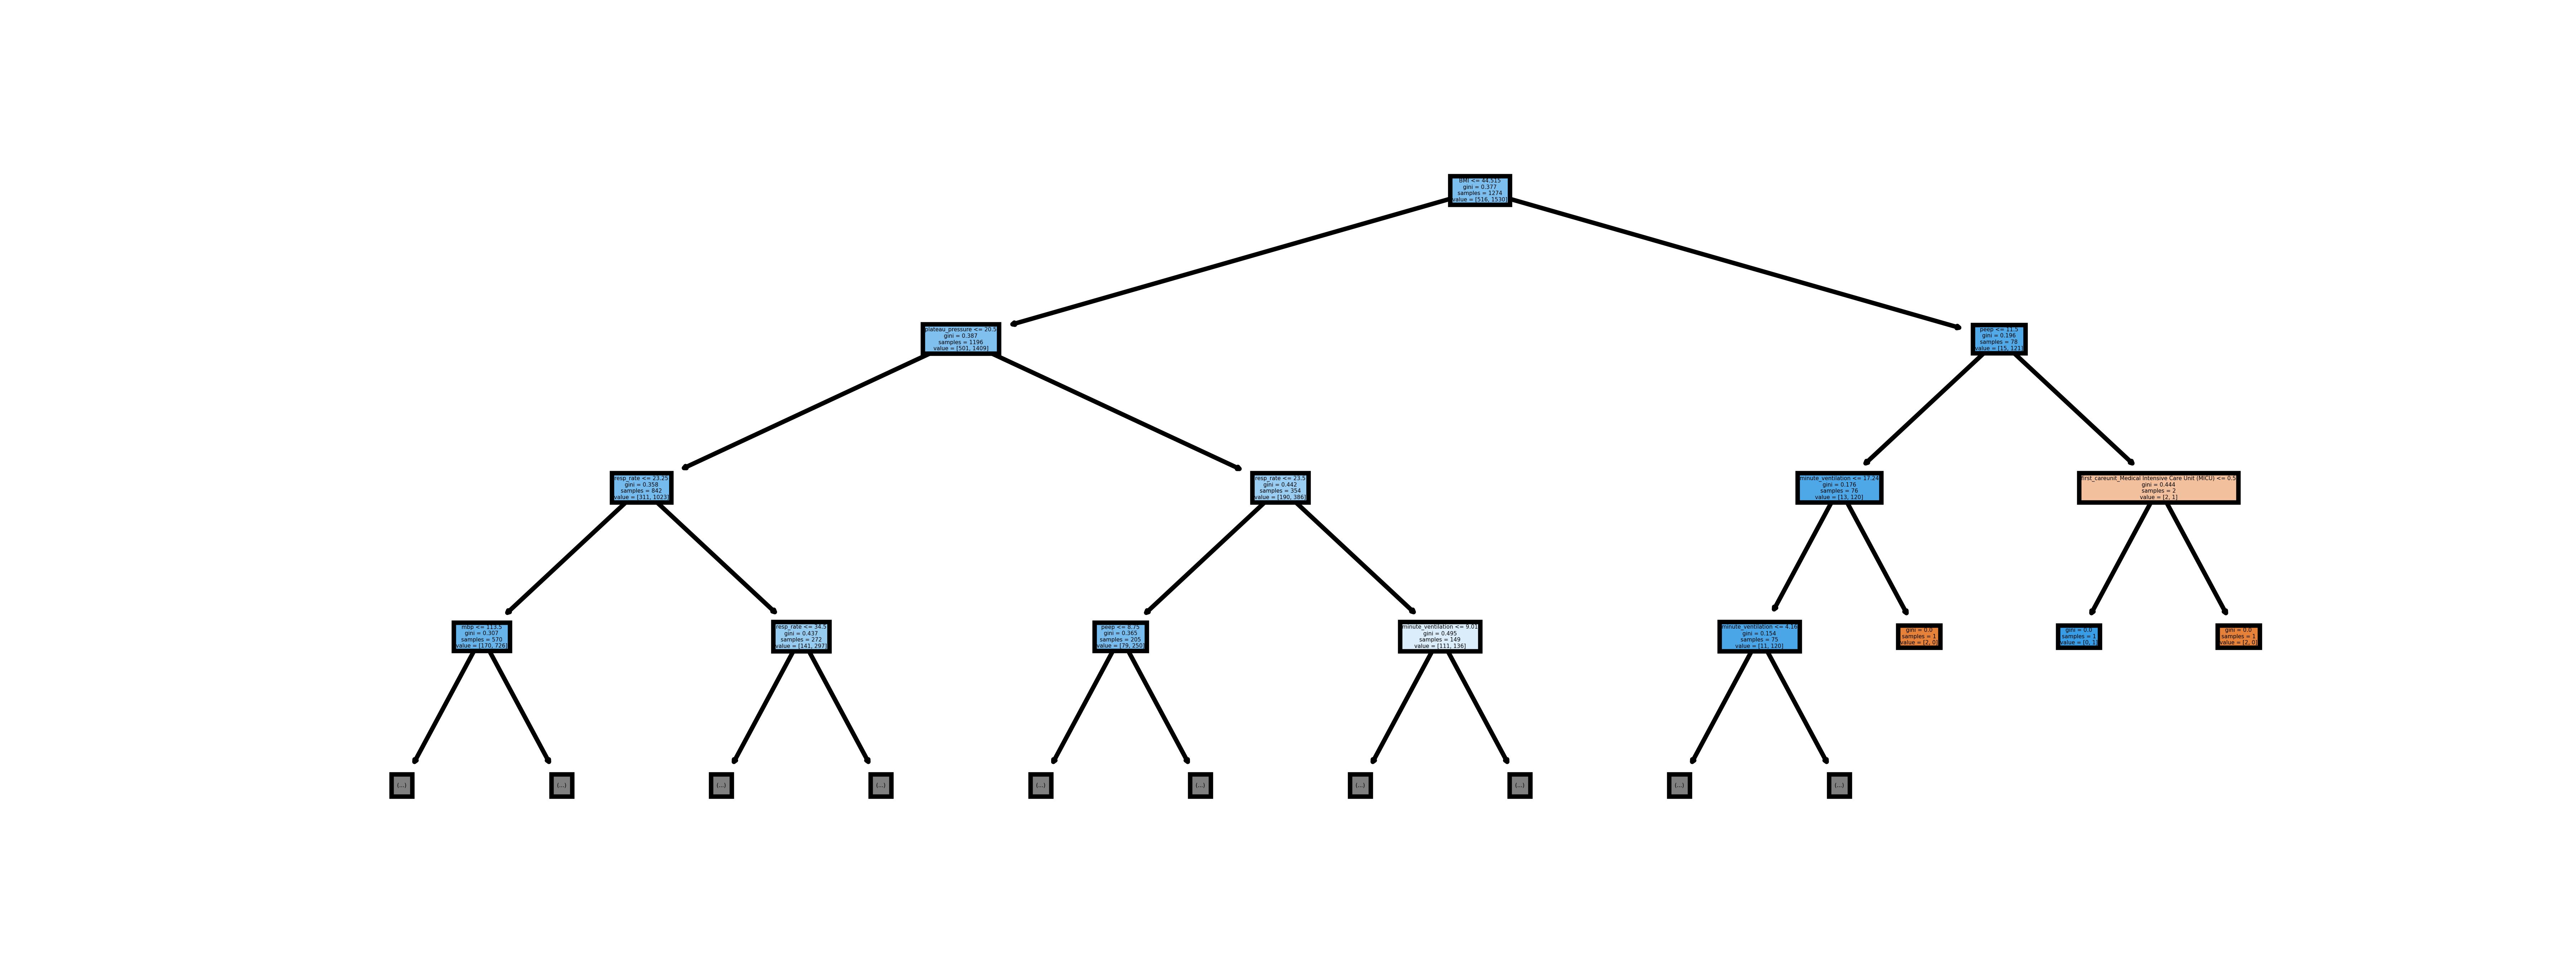 BMI <= 44.515
gini = 0.377
samples = 1274
value = [516, 1530]
plateau_pressure <= 20.5
gini = 0.387
samples = 1196
value = [501, 1409]
peep <= 11.5
gini = 0.196
samples = 78
value = [15, 121]
resp_rate <= 23.25
gini = 0.358
samples = 842
value = [311, 1023]
resp_rate <= 23.5
gini = 0.442
samples = 354
value = [190, 386]
minute_ventilation <= 17.24
gini = 0.176
samples = 76
value = [13, 120]
first_careunit_Medical Intensive Care Unit (MICU) <= 0.5
gini = 0.444
samples = 2
value = [2, 1]
mbp <= 113.5
gini = 0.307
samples = 570
value = [170, 726]
resp_rate <= 34.5
gini = 0.437
samples = 272
value = [141, 297]
peep <= 8.75
gini = 0.365
samples = 205
value = [79, 250]
minute_ventilation <= 9.01
gini = 0.495
samples = 149
value = [111, 136]
minute_ventilation <=
gini = 0.154
samples = 75
value = [11, 120]
gini = 0.0
samples = 1
value = [2, 0]
gini = 0.0
samples = 1
value = [0, 1]
gini = 0.0
samples = 1
value = [2, 0]
(...)
(...)
(...)
(...)
(...)
(...)
(...)
(...)
(...)
(...)